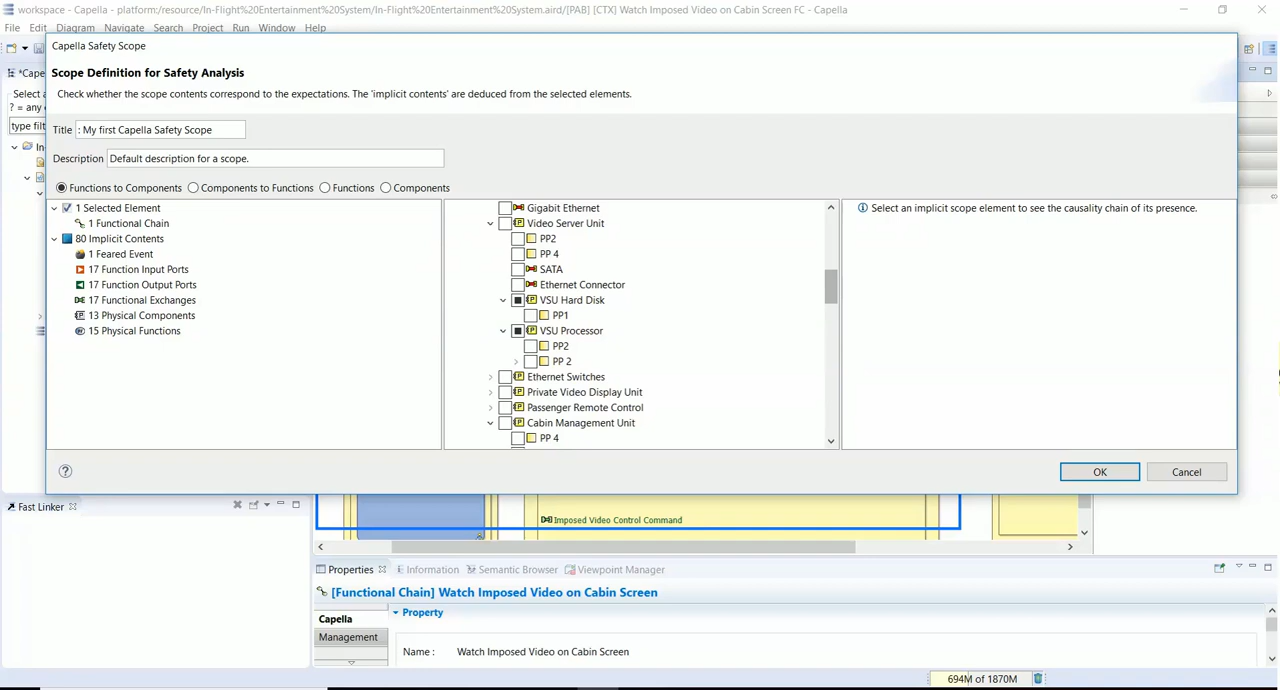 workspace - Capella - platform:/resource/In-Flight%20Entertainment%20System/In-Flight%20Entertainment%20System.aird/[PAB] [CTX] Watch Imposed Video on Cabin Screen FC - Capella
File Edit Diagram Navigate Search Project Run Window Help
Capella Safety Scope
Scope Definition for Safety Analysis
*Cape
Select a
Check whether the scope contents correspond to the expectations. The 'implicit contents' are deduced from the selected elements.
? = any
type filt
Title : My first Capella Safety Scope
In
Description Default description for a scope.
Functions to Components Components to Functions Functions Components
1 Selected Element
1 Functional Chain
80 Implicit Contents
1 Feared Event
17 Function Input Ports
17 Function Output Ports
17 Functional Exchanges
13 Physical Components
15 Physical Functions
Gigabit Ethernet
Video Server Unit
PP2
PP 4
SATA
Ethernet Connector
VSU Hard Disk
PP1
VSU Processor
PP2
PP 2
Ethernet Switches
Private Video Display Unit
Passenger Remote Control
Cabin Management Unit
PP 4
Select an implicit scope element to see the causality chain of its presence.
OK Cancel
Fast Linker
Imposed Video Control Command
Properties Information Semantic Browser Viewpoint Manager
[Functional Chain] Watch Imposed Video on Cabin Screen
Capella
Property
Management
Name : Watch Imposed Video on Cabin Screen
694M of 1870M